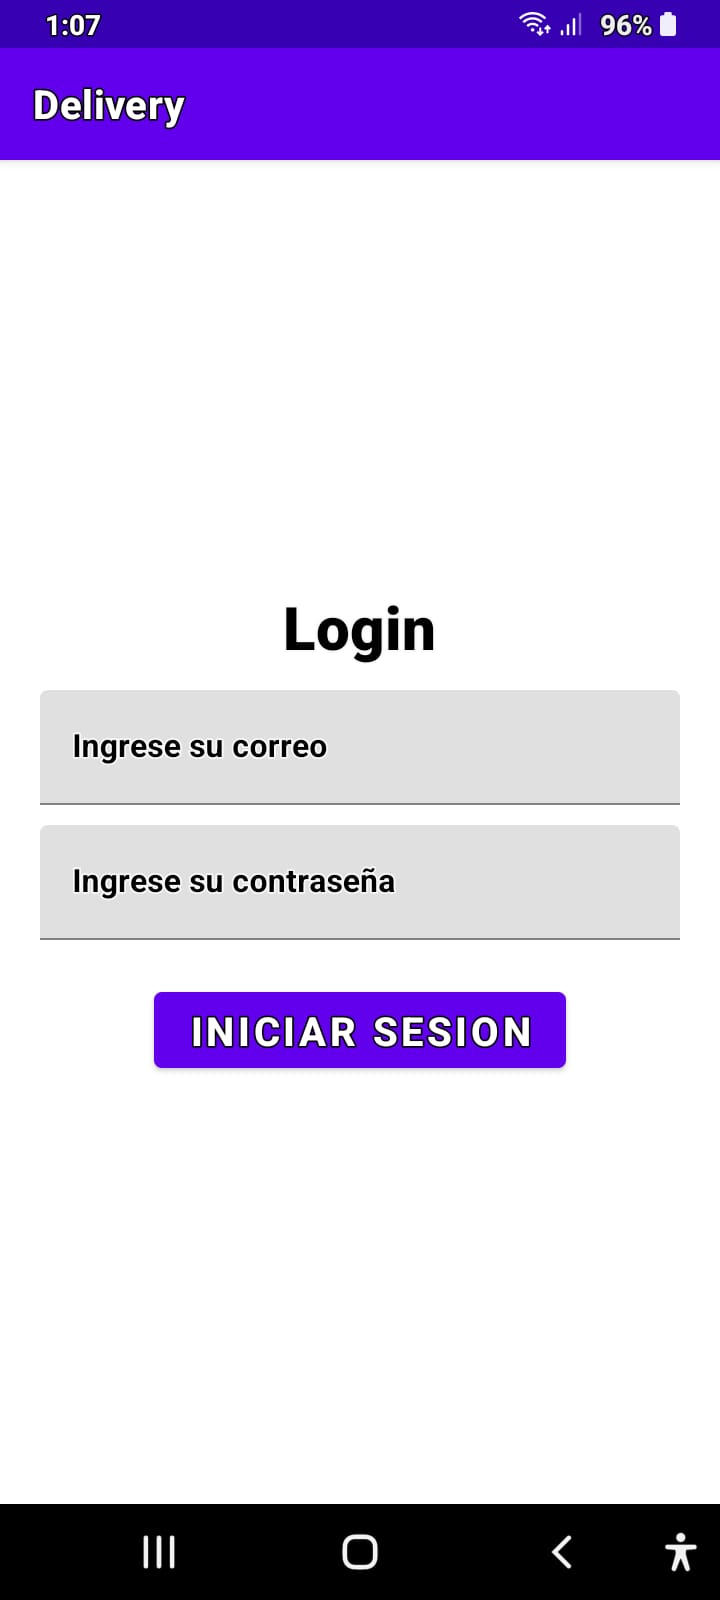 1:07 96%
Delivery
Login
Ingrese su correo
Ingrese su contraseña
INICIAR SESION